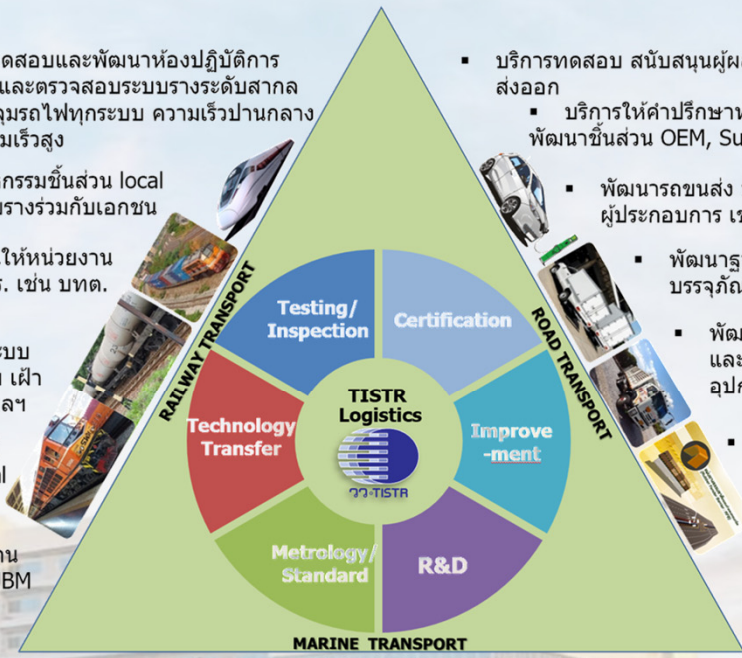 ดสอบและพัฒนาห้องปฏิบัติการ
และตรวจสอบระบบรางระดับสากล
ุมรถไฟทุกระบบ ความเร็วปานกลาง
มเร็วสูง
กรรมชิ้นส่วน local
บรางร่วมกับเอกชน
ให้หน่วยงาน
ร. เช่น บทต.
ะบบ
เฝ้า
ลฯ
al
าน
BM
▪ บริการทดสอบ สนับสนุนผู้ผ
ส่งออก
▪ บริการให้คำปรึกษาท
พัฒนาชิ้นส่วน OEM, Su
▪ พัฒนารถขนส่ง
ผู้ประกอบการ เช
▪ พัฒนาฐ
บรรจุภัณ
▪ พัฒ
และ
อุปก
▪
RAILWAY TRANSPORT
ROAD TRANSPORT
MARINE TRANSPORT
Testing/
Inspection
Certification
Technology
Transfer
TISTR
Logistics
วว-TISTR
Improve
-ment
Metrology/
Standard
R&D